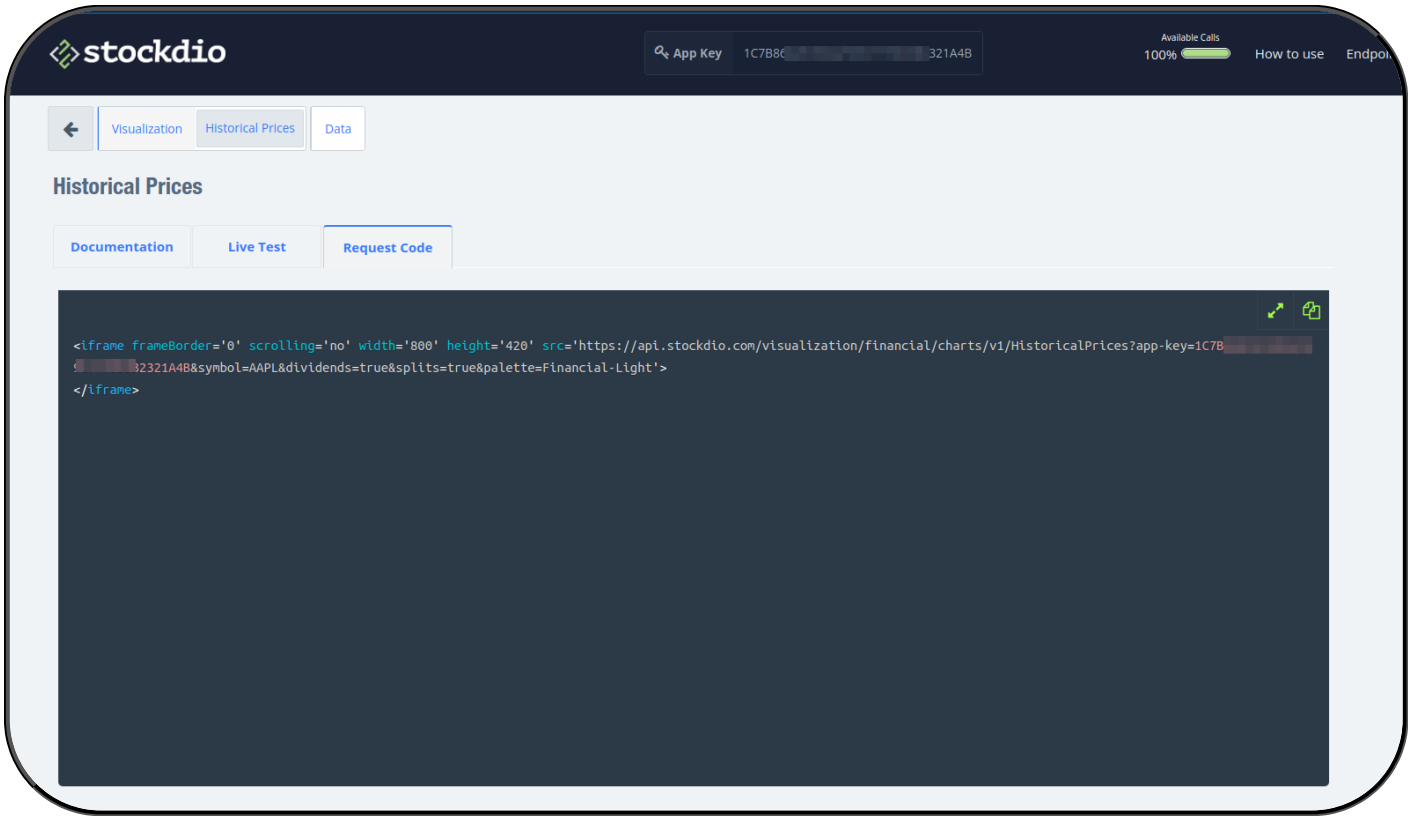 stockdio
App Key 1C7B86 321A4B
Available Calls
100%
How to use
Visualization
Historical Prices
Data
Historical Prices
Documentation
Live Test
Request Code
<iframe frameBorder='0' scrolling='no' width='800' height='420' src='https://api.stockdio.com/visualization/financial/charts/v1/HistoricalPrices?app-key=1C7B
32321A4B&symbol=AAPL&dividends=true&splits=true&palette=Financial-Light'>
</iframe>